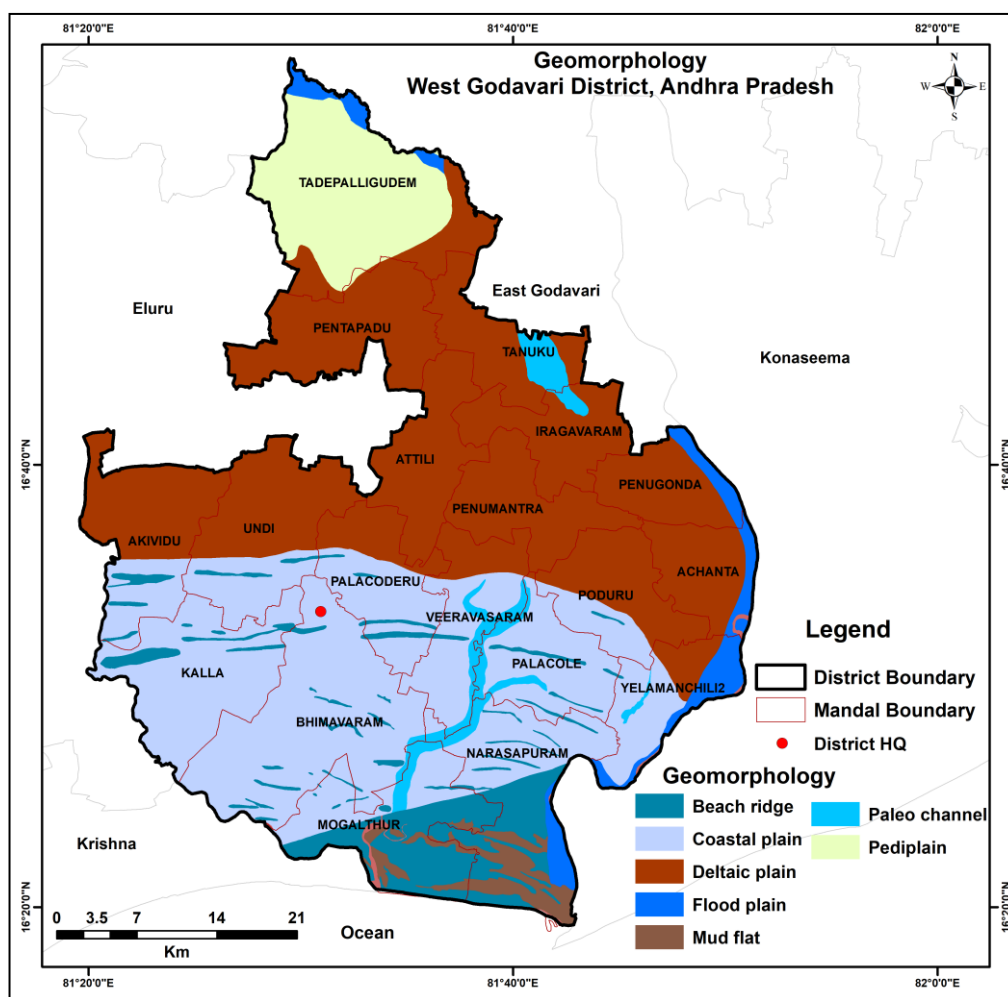 81°20'0"E
81°40'0"E
82°0'0"E
Geomorphology
West Godavari District, Andhra Pradesh
N
W
E
S
TADEPALLIGUDEM
East Godavari
Eluru
PENTAPADU
TANUKU
Konaseema
IRAGAVARAM
ATTILI
16°40'0"N
16°40'0"N
PENUGONDA
PENUMANTRA
UNDI
AKIVIDU
ACHANTA
PALACODERU
PODURU
VEERAVASARAM
KALLA
PALACOLE
YELAMANCHILI2
BHIMAVARAM
NARASAPURAM
MOGALTHUR
Krishna
Ocean
16°20'0"N
16°20'0"N
Legend
District Boundary
Mandal Boundary
District HQ
Geomorphology
Beach ridge
Coastal plain
Deltaic plain
Flood plain
Mud flat
Paleo channel
Pediplain
0 3.5 7 14 21
Km
81°20'0"E
81°40'0"E
82°0'0"E